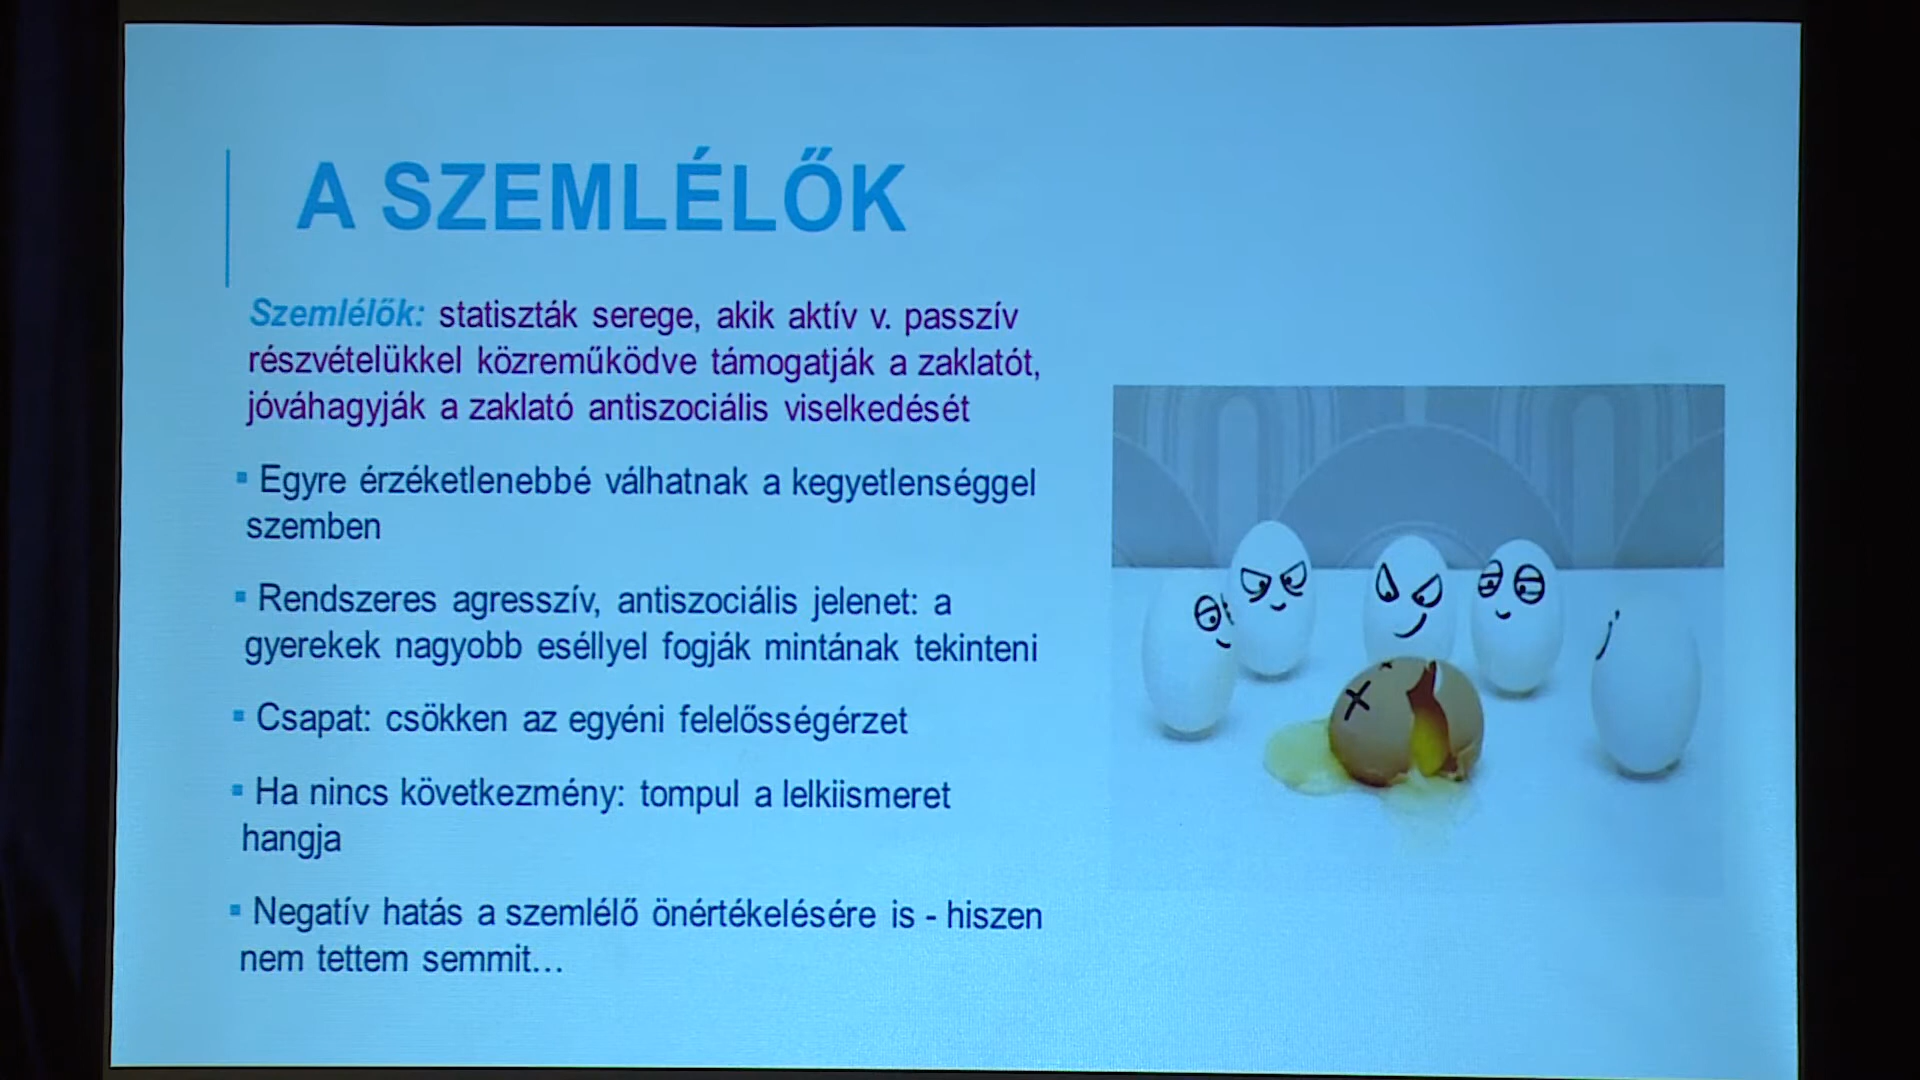 A SZEMLÉLŐK
Szemlélők: statiszták serege, akik aktív v. passzív
részvételükkel közreműködve támogatják a zaklatót,
jóváhagyják a zaklató antiszociális viselkedését
▪ Egyre érzéketlenebbé válhatnak a kegyetlenséggel
szemben
▪ Rendszeres agresszív, antiszociális jelenet: a
gyerekek nagyobb eséllyel fogják mintának tekinteni
▪ Csapat: csökken az egyéni felelősségérzet
▪ Ha nincs következmény: tompul a lelkiismeret
hangja
▪ Negatív hatás a szemlélő önértékelésére is - hiszen
nem tettem semmit…